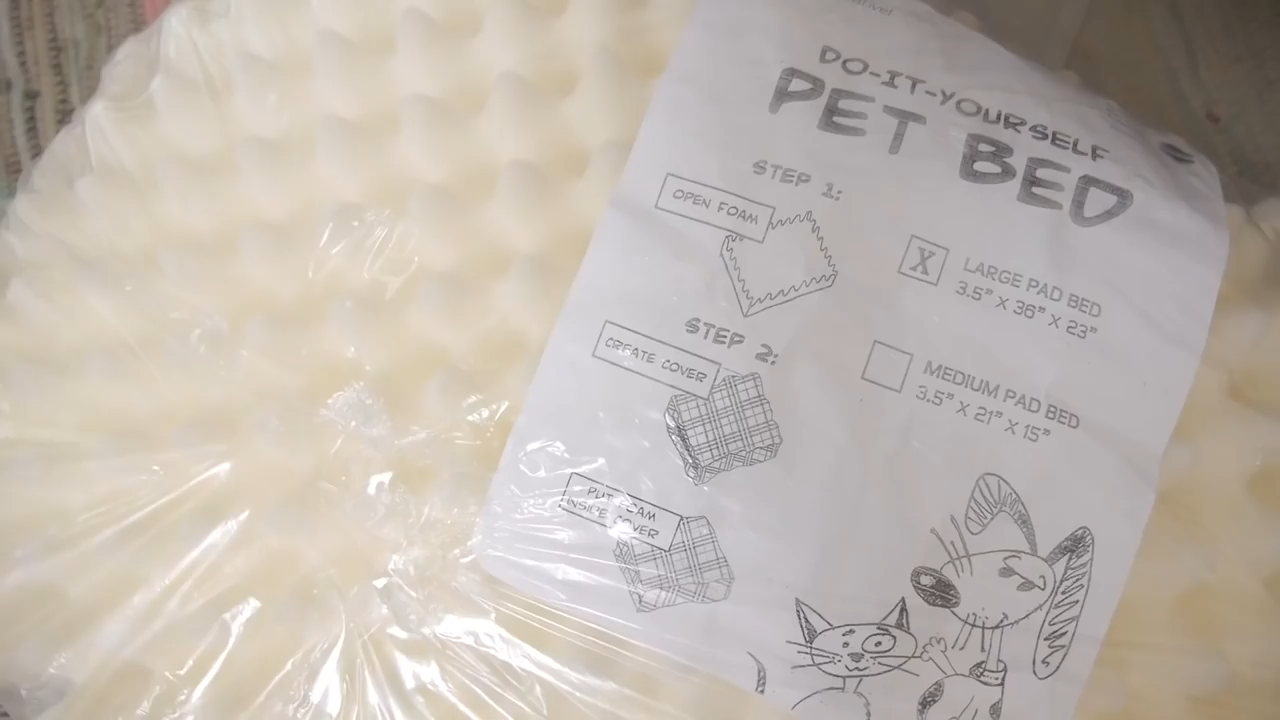 DO-IT-YOURSELF
PET BED
STEP 1:
OPEN FOAM
X LARGE PAD BED
3.5" X 36" X 23"
STEP 2:
CREATE COVER
MEDIUM PAD BED
3.5" X 21" X 15"
PUT FOAM
INSIDE COVER